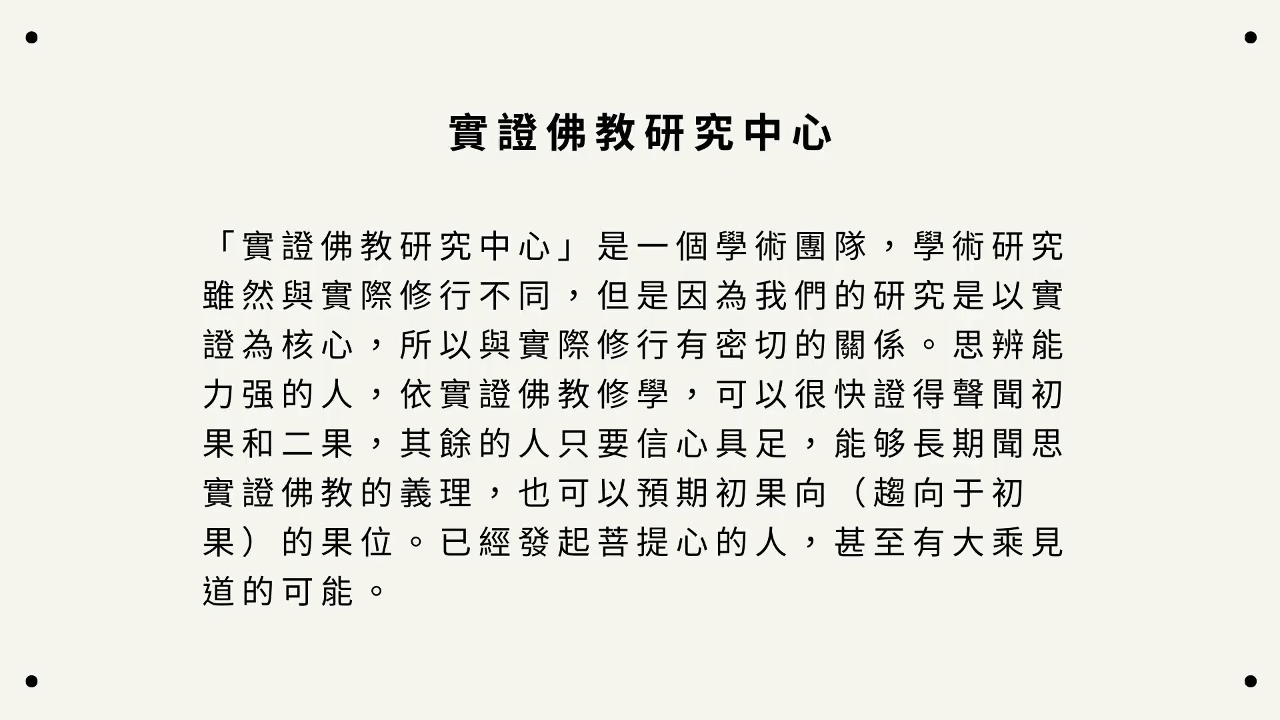 實證佛教研究中心
「實證佛教研究中心」是一個學術團隊，學術研究
雖然與實際修行不同，但是因為我們的研究是以實
證為核心，所以與實際修行有密切的關係。思辨能
力强的人，依實證佛教修學，可以很快證得聲聞初
果和二果，其餘的人只要信心具足，能够長期聞思
實證佛教的義理，也可以預期初果向（趨向于初
果）的果位。已經發起菩提心的人，甚至有大乘見
道的可能。